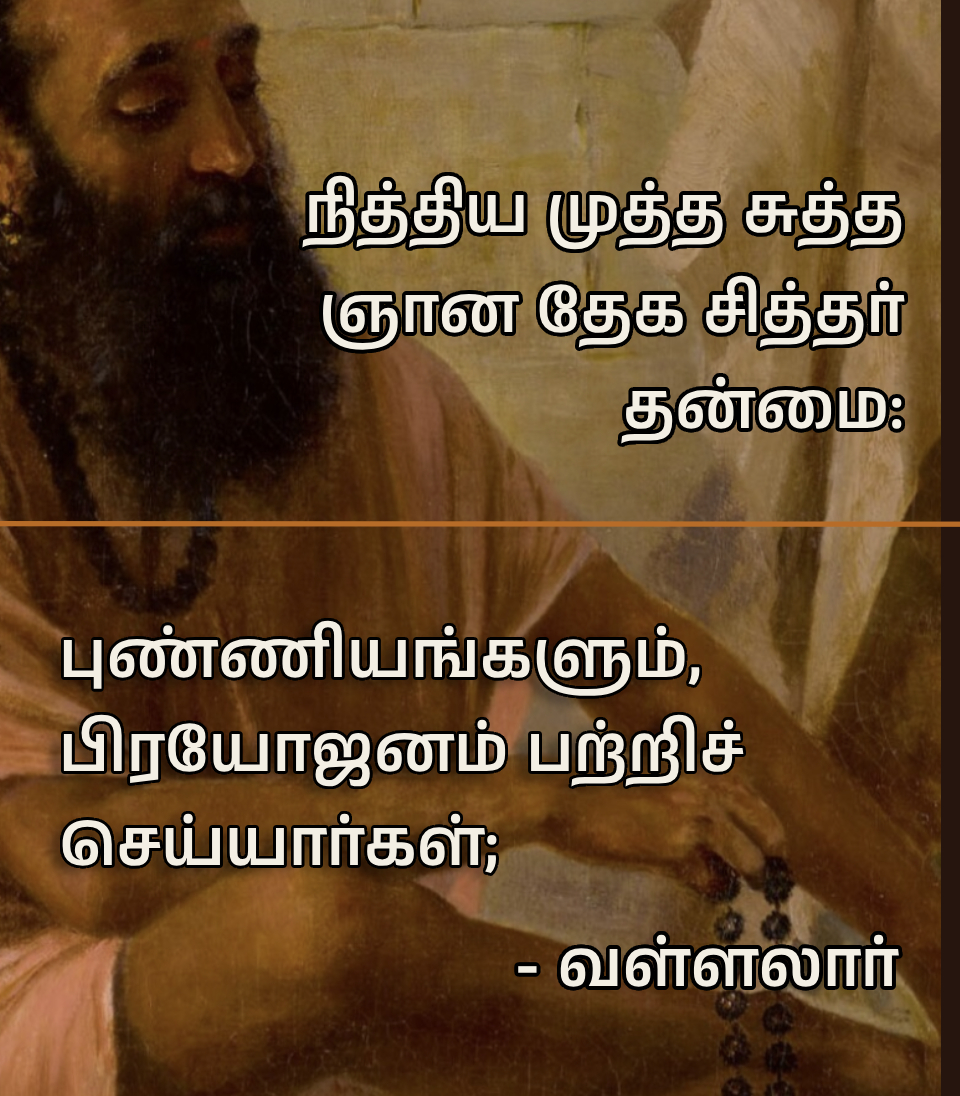 நித்திய முத்த சுத்த
ஞான தேக சித்தர்
தன்மை:
புண்ணியங்களும்,
பிரயோஜனம் பற்றிச்
செய்யார்கள்;
- வள்ளலார்